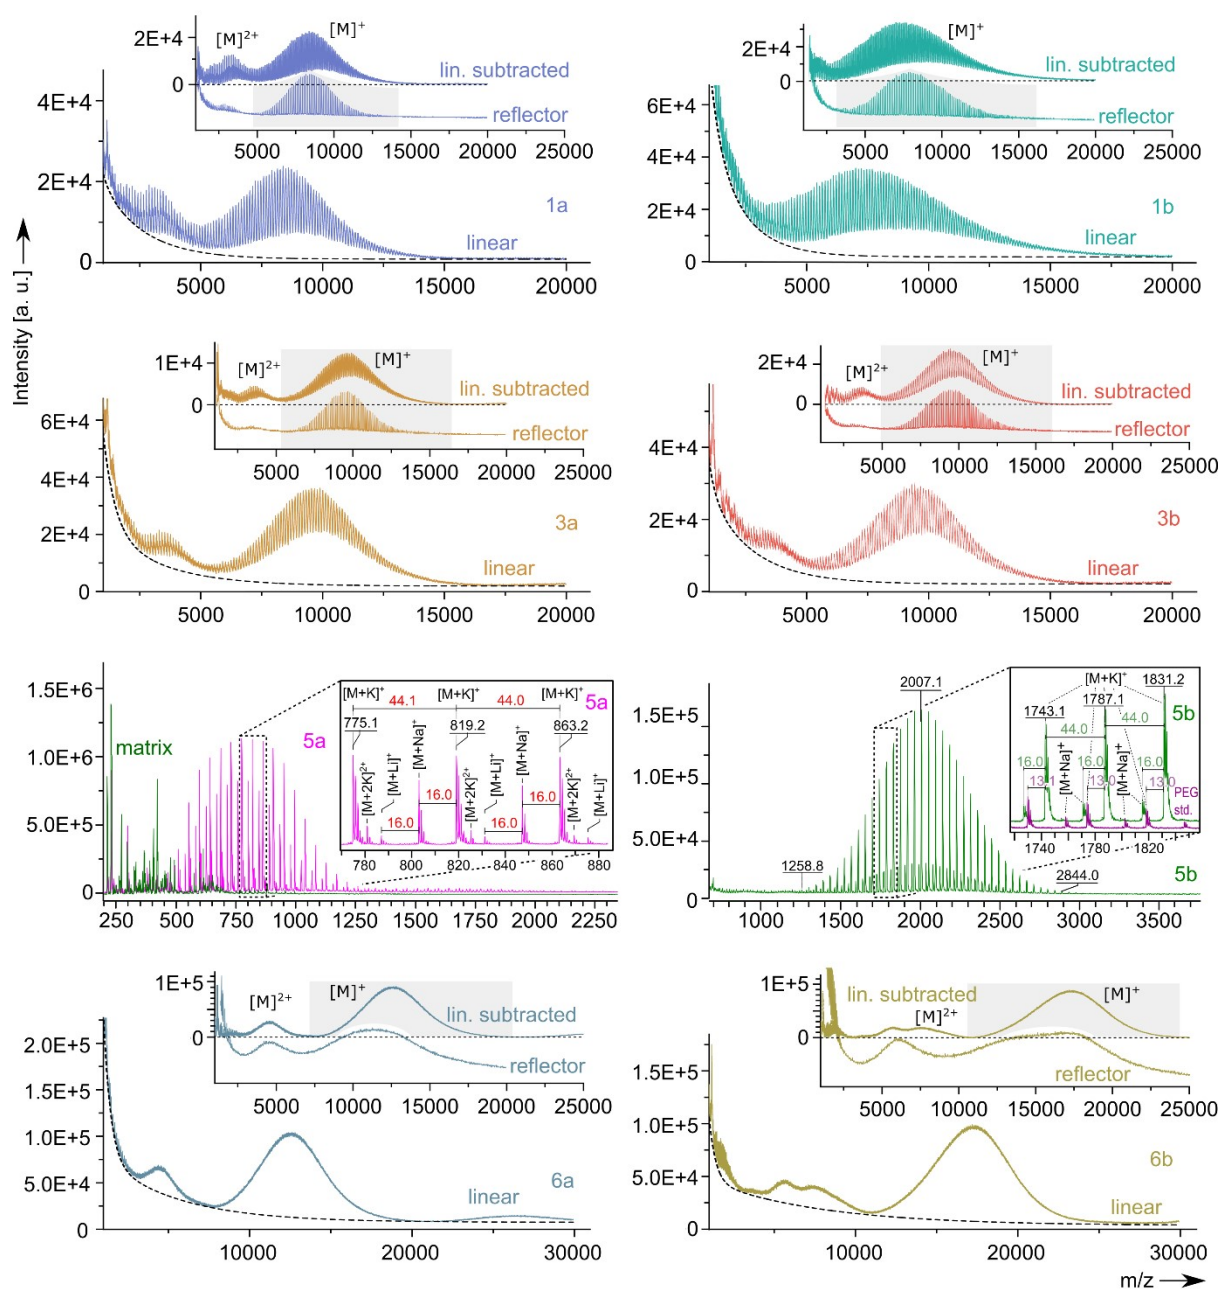 Intensity [a. u.]
2E+4
0
[M]²⁺
[M]⁺
lin. subtracted
reflector
5000 10000 15000 20000 25000
4E+4
2E+4
0
1a
linear
5000 10000 15000 20000
2E+4
0
[M]⁺
lin. subtracted
reflector
5000 10000 15000 20000 25000
6E+4
4E+4
2E+4
0
1b
linear
5000 10000 15000 20000
1E+4
0
[M]²⁺
[M]⁺
lin. subtracted
reflector
5000 10000 15000 20000 25000
6E+4
4E+4
2E+4
0
3a
linear
5000 10000 15000 20000
2E+4
0
[M]²⁺
[M]⁺
lin. subtracted
reflector
5000 10000 15000 20000 25000
4E+4
2E+4
0
3b
linear
5000 10000 15000 20000
1.5E+6
1.0E+6
5.0E+5
0
matrix
5a
[M+K]⁺ [M+K]⁺ [M+K]⁺
44.1 44.0
5a
775.1 819.2 863.2
[M+2K]²⁺
[M+Li]⁺
[M+Na]⁺
[M+2K]²⁺
[M+Li]⁺
[M+Na]⁺
[M+2K]²⁺
[M+Li]⁺
16.0 16.0 16.0 16.0
780 800 820 840 860 880
250 500 750 1000 1250 1500 1750 2000 2250
1.5E+5
1.0E+5
5.0E+4
0
2007.1
1258.8
2844.0
5b
[M+K]⁺
1743.1 1787.1 1831.2
5b
44.0 44.0
16.0 16.0 16.0
[M+Na]⁺ [M+Na]⁺
13.1 13.0 13.0
PEG
std.
1740 1780 1820
1000 1500 2000 2500 3000 3500
1E+5
0
[M]²⁺
[M]⁺
lin. subtracted
reflector
5000 10000 15000 20000 25000
2.0E+5
1.5E+5
1.0E+5
5.0E+4
0
6a
linear
10000 20000 30000
1E+5
0
lin. subtracted
[M]²⁺
[M]⁺
reflector
5000 10000 15000 20000 25000
1.5E+5
1.0E+5
5.0E+4
0
6b
linear
10000 20000 30000
m/z